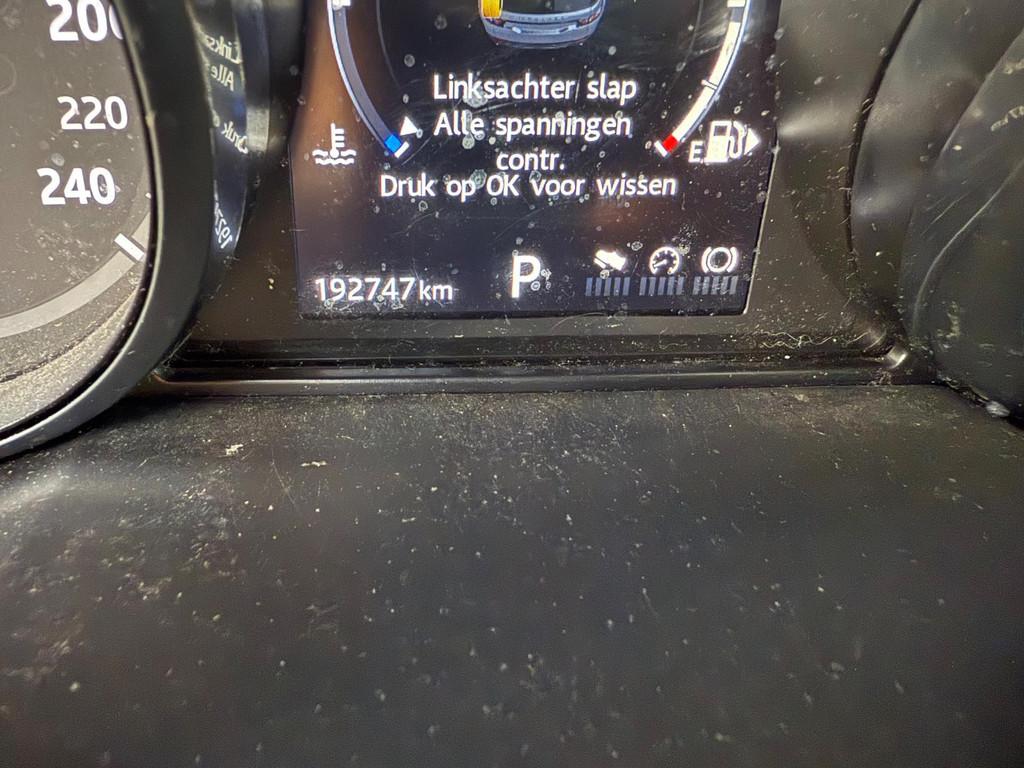 200
220
240
Linksachter slap
Alle spanningen
contr.
Druk op OK voor wissen
E
192747 km
P